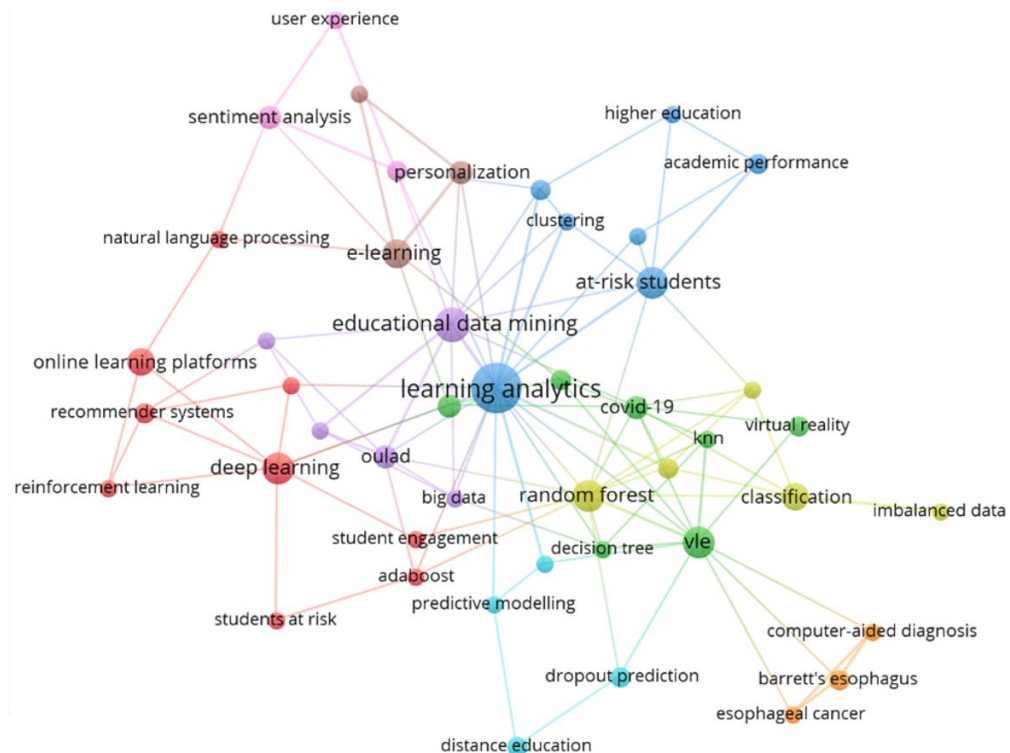 user experience
higher education
sentiment analysis
academic performance
personalization
clustering
natural language processing
e-learning
at-risk students
educational data mining
online learning platforms
learning analytics
covid-19
recommender systems
virtual reality
knn
oulad
deep learning
reinforcement learning
big data
random forest
classification
imbalanced data
student engagement
decision tree
vle
adaboost
predictive modelling
students at risk
computer-aided diagnosis
dropout prediction
barrett's esophagus
esophageal cancer
distance education